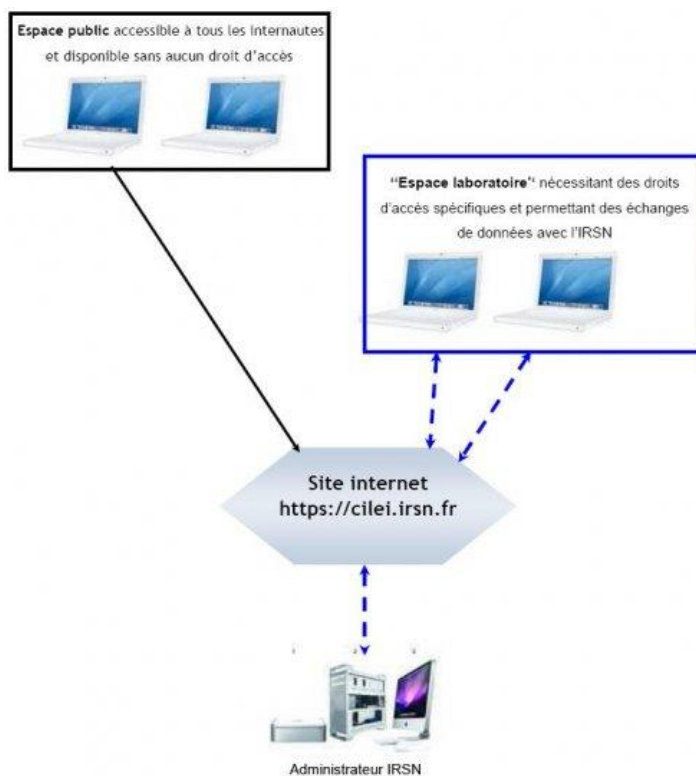 Espace public accessible à tous les internautes
et disponible sans aucun droit d'accès
"Espace laboratoire" nécessitant des droits
d'accès spécifiques et permettant des échanges
de données avec l'IRSN
Site internet
https://cilei.irsn.fr
Administrateur IRSN